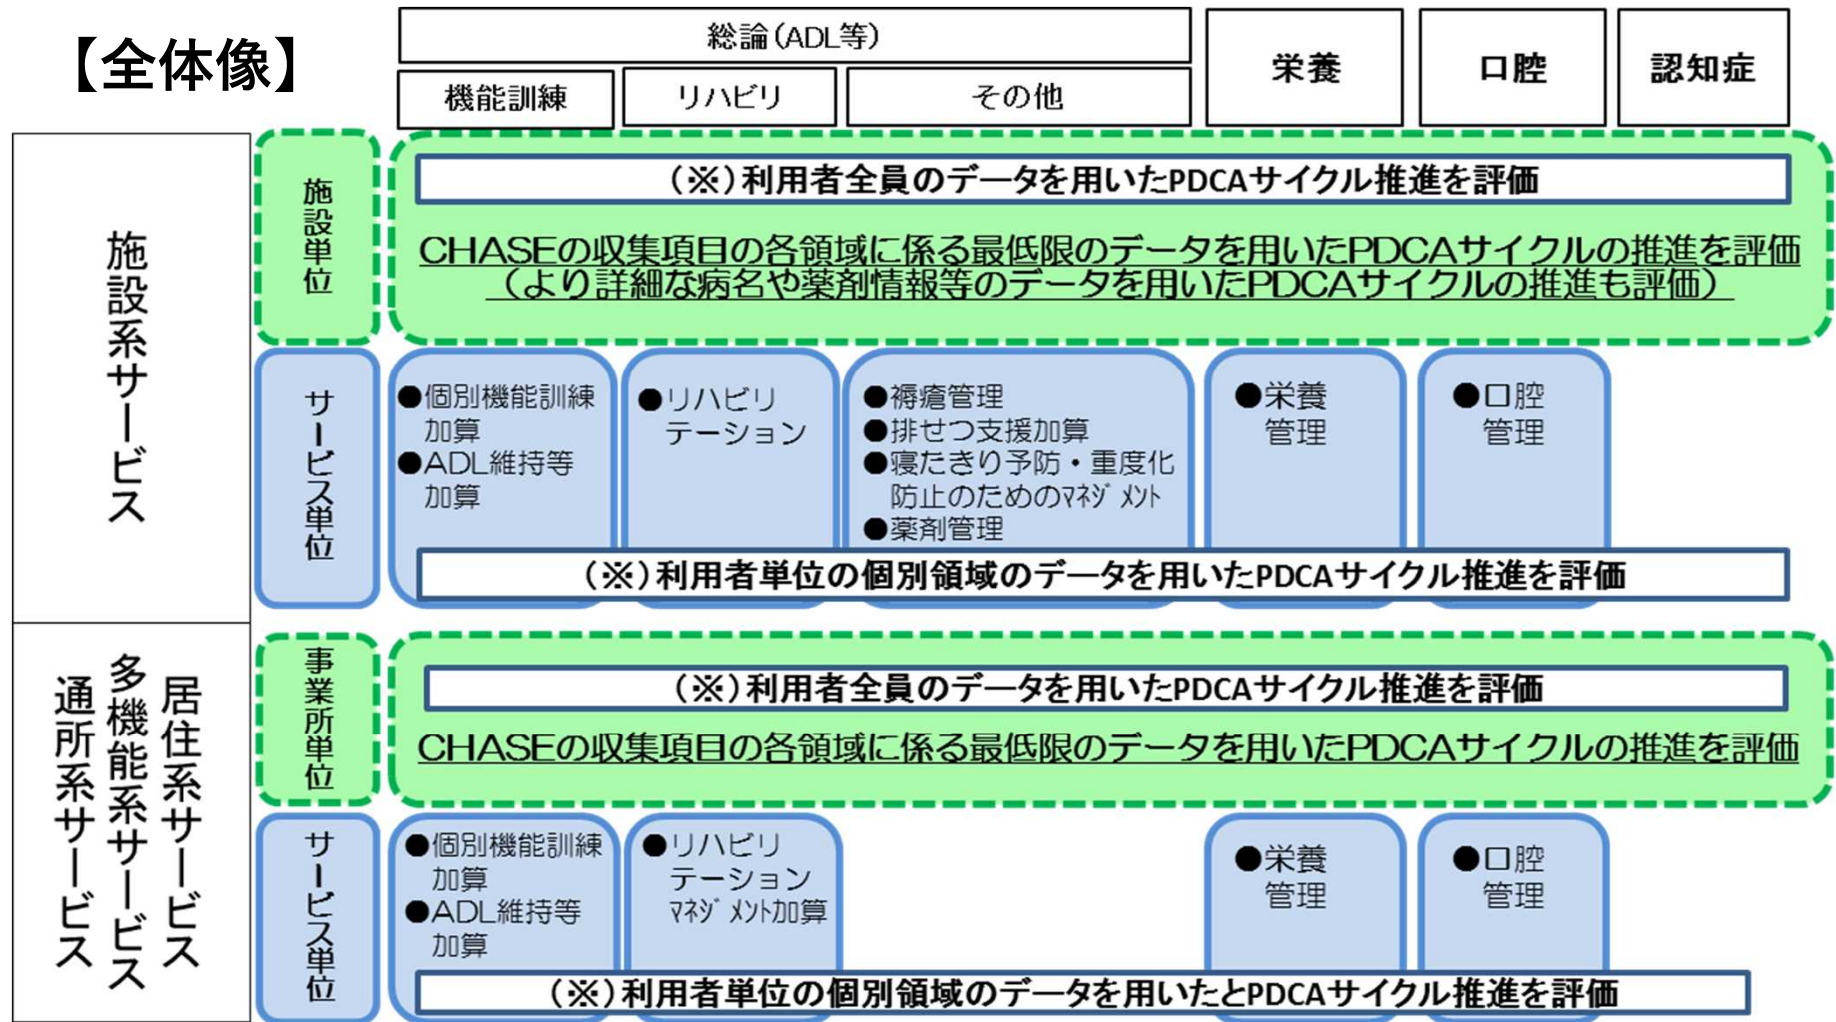 【全体像】
総論(ADL等)
機能訓練
リハビリ
その他
栄養
口腔
認知症
施設系サービス
施設単位
(※)利用者全員のデータを用いたPDCAサイクル推進を評価
CHASEの収集項目の各領域に係る最低限のデータを用いたPDCAサイクルの推進を評価
(より詳細な病名や薬剤情報等のデータを用いたPDCAサイクルの推進も評価)
サービス単位
●個別機能訓練
加算
●ADL維持等
加算
●リハビリ
テーション
●褥瘡管理
●排せつ支援加算
●寝たきり予防・重度化
防止のためのﾏﾈｼﾞﾒﾝﾄ
●薬剤管理
●栄養
管理
●口腔
管理
(※)利用者単位の個別領域のデータを用いたPDCAサイクル推進を評価
居住系サービス
多機能系サービス
通所系サービス
事業所単位
(※)利用者全員のデータを用いたPDCAサイクル推進を評価
CHASEの収集項目の各領域に係る最低限のデータを用いたPDCAサイクルの推進を評価
サービス単位
●個別機能訓練
加算
●ADL維持等
加算
●リハビリ
テーション
ﾏﾈｼﾞﾒﾝﾄ加算
●栄養
管理
●口腔
管理
(※)利用者単位の個別領域のデータを用いたとPDCAサイクル推進を評価